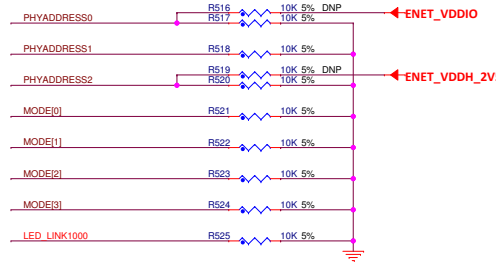 R516 10K 5% DNP ENET_VDDIO
PHYADDRESS0 R517 10K 5%
PHYADDRESS1 R518 10K 5%
R519 10K 5% DNP ENET_VDDH_2V
PHYADDRESS2 R520 10K 5%
MODE[0] R521 10K 5%
MODE[1] R522 10K 5%
MODE[2] R523 10K 5%
MODE[3] R524 10K 5%
LED_LINK1000 R525 10K 5%